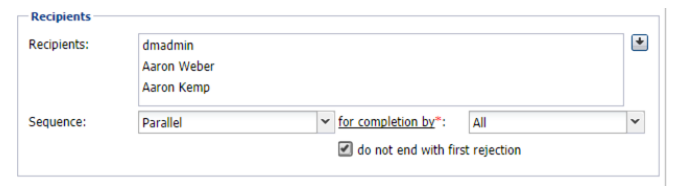 Recipients
Recipients:
dmadmin
Aaron Weber
Aaron Kemp
Sequence: Parallel for completion by*: All
do not end with first rejection